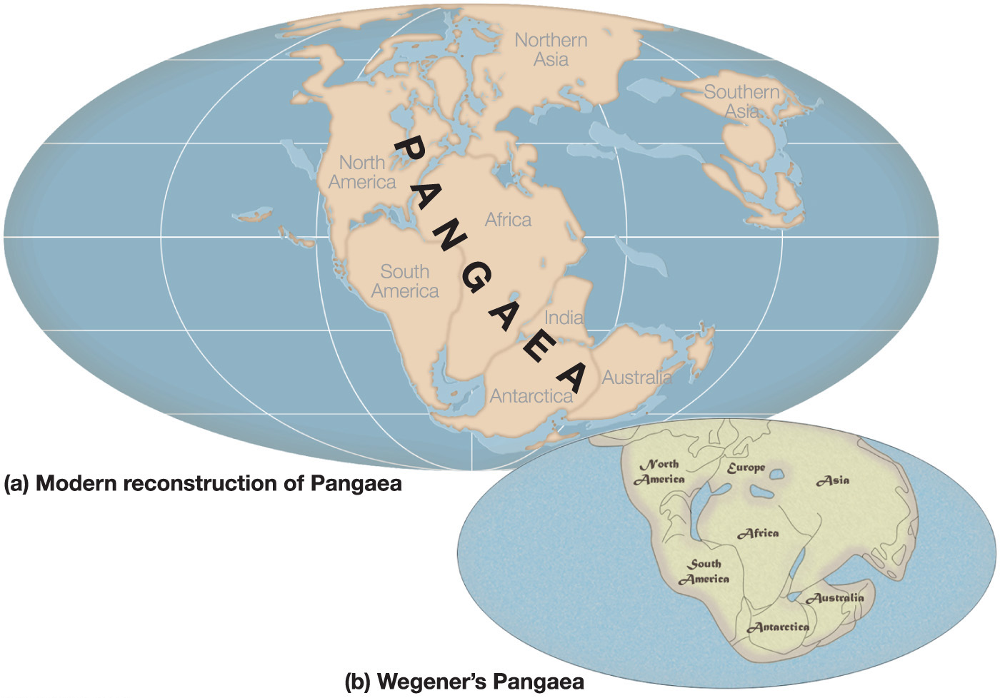 Northern
Asia
Southern
Asia
PANGAEA
North
America
Africa
South
America
India
Australia
Antarctica
(a) Modern reconstruction of Pangaea
North
America
Europe
Asia
Africa
South
America
Australia
Antarctica
(b) Wegener's Pangaea